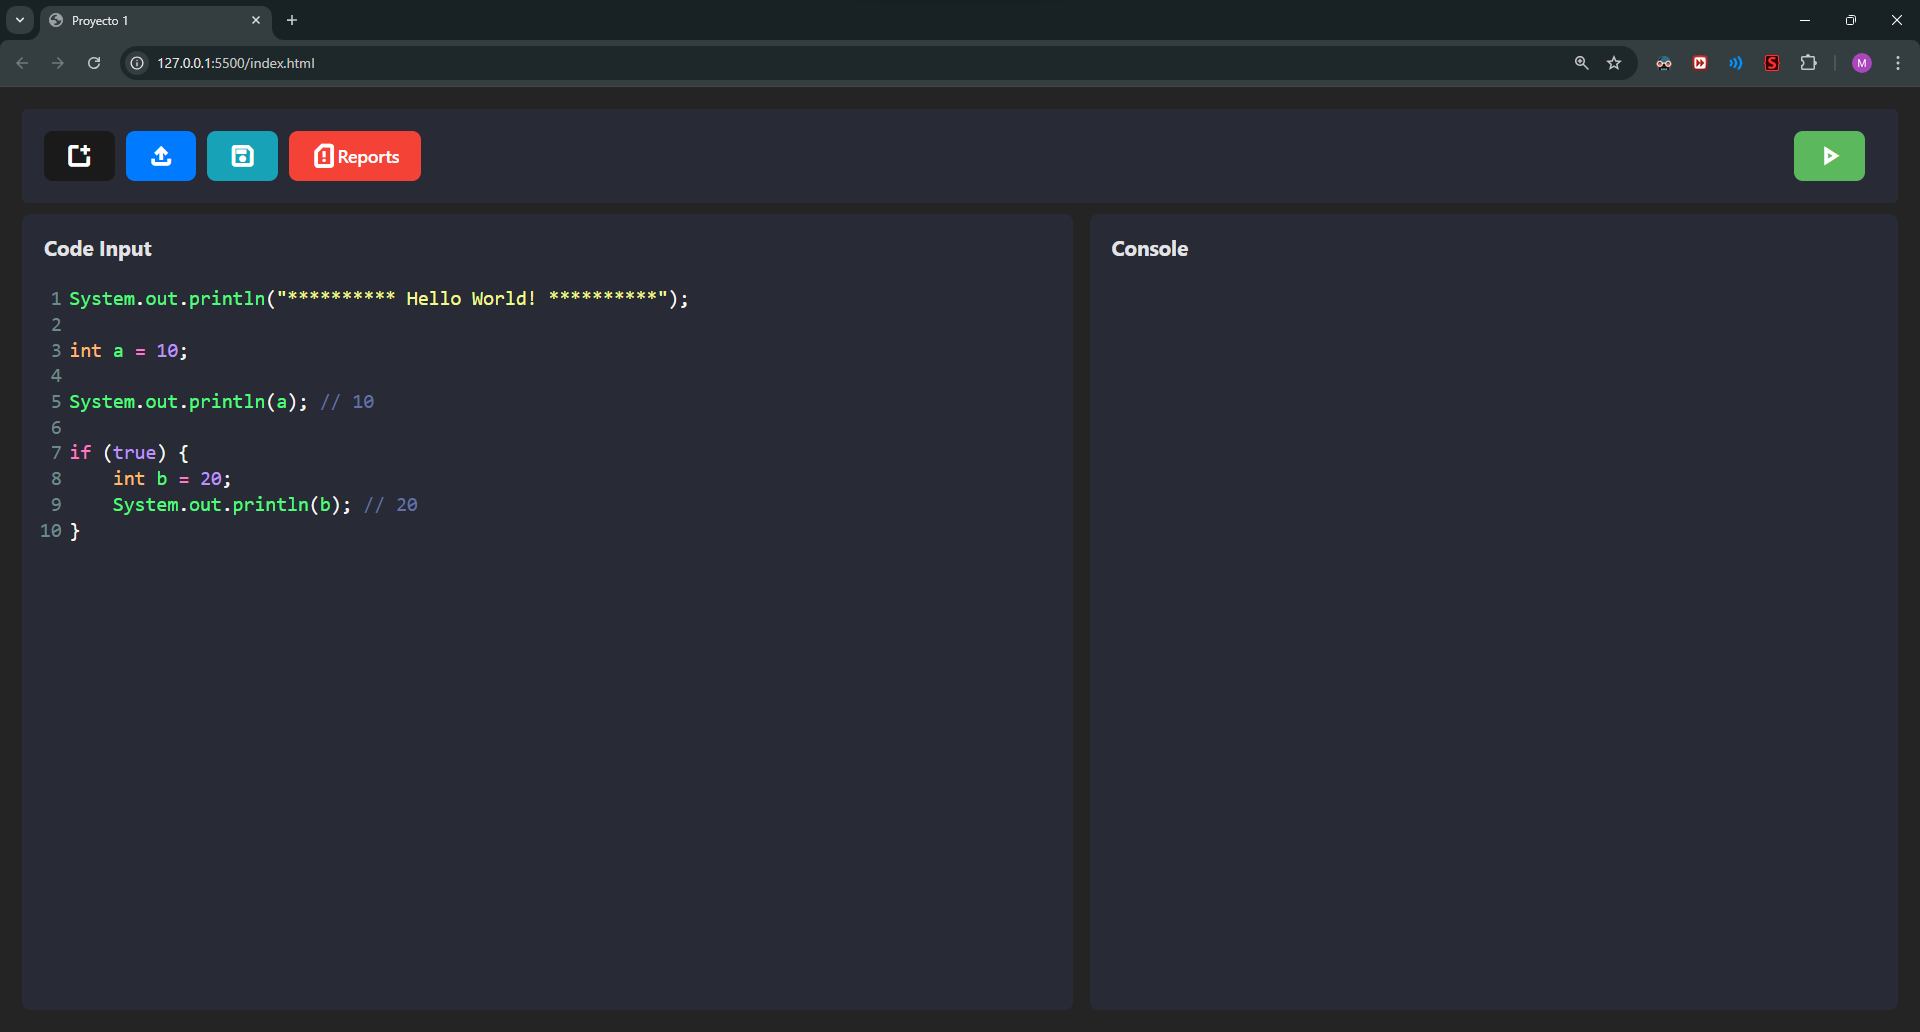 Proyecto 1
127.0.0.1:5500/index.html
S
M
Reports
Code Input
Console
1 System.out.println("********** Hello World! **********");
2
3 int a = 10;
4
5 System.out.println(a); // 10
6
7 if (true) {
8     int b = 20;
9     System.out.println(b); // 20
10 }